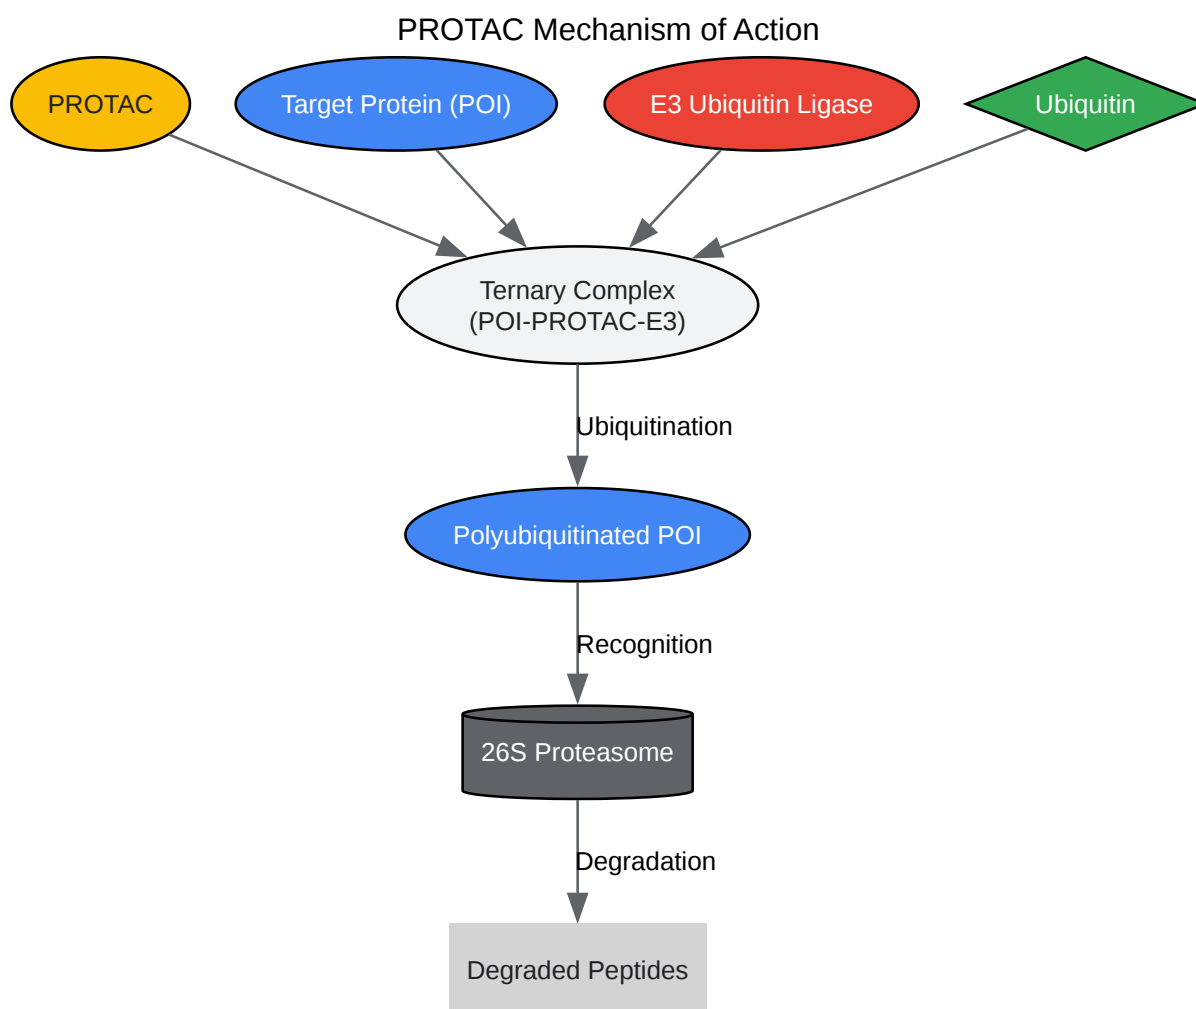 PROTAC Mechanism of Action
PROTAC
Target Protein (POI)
E3 Ubiquitin Ligase
Ubiquitin
Ternary Complex
(POI-PROTAC-E3)
Ubiquitination
Polyubiquitinated POI
Recognition
26S Proteasome
Degradation
Degraded Peptides